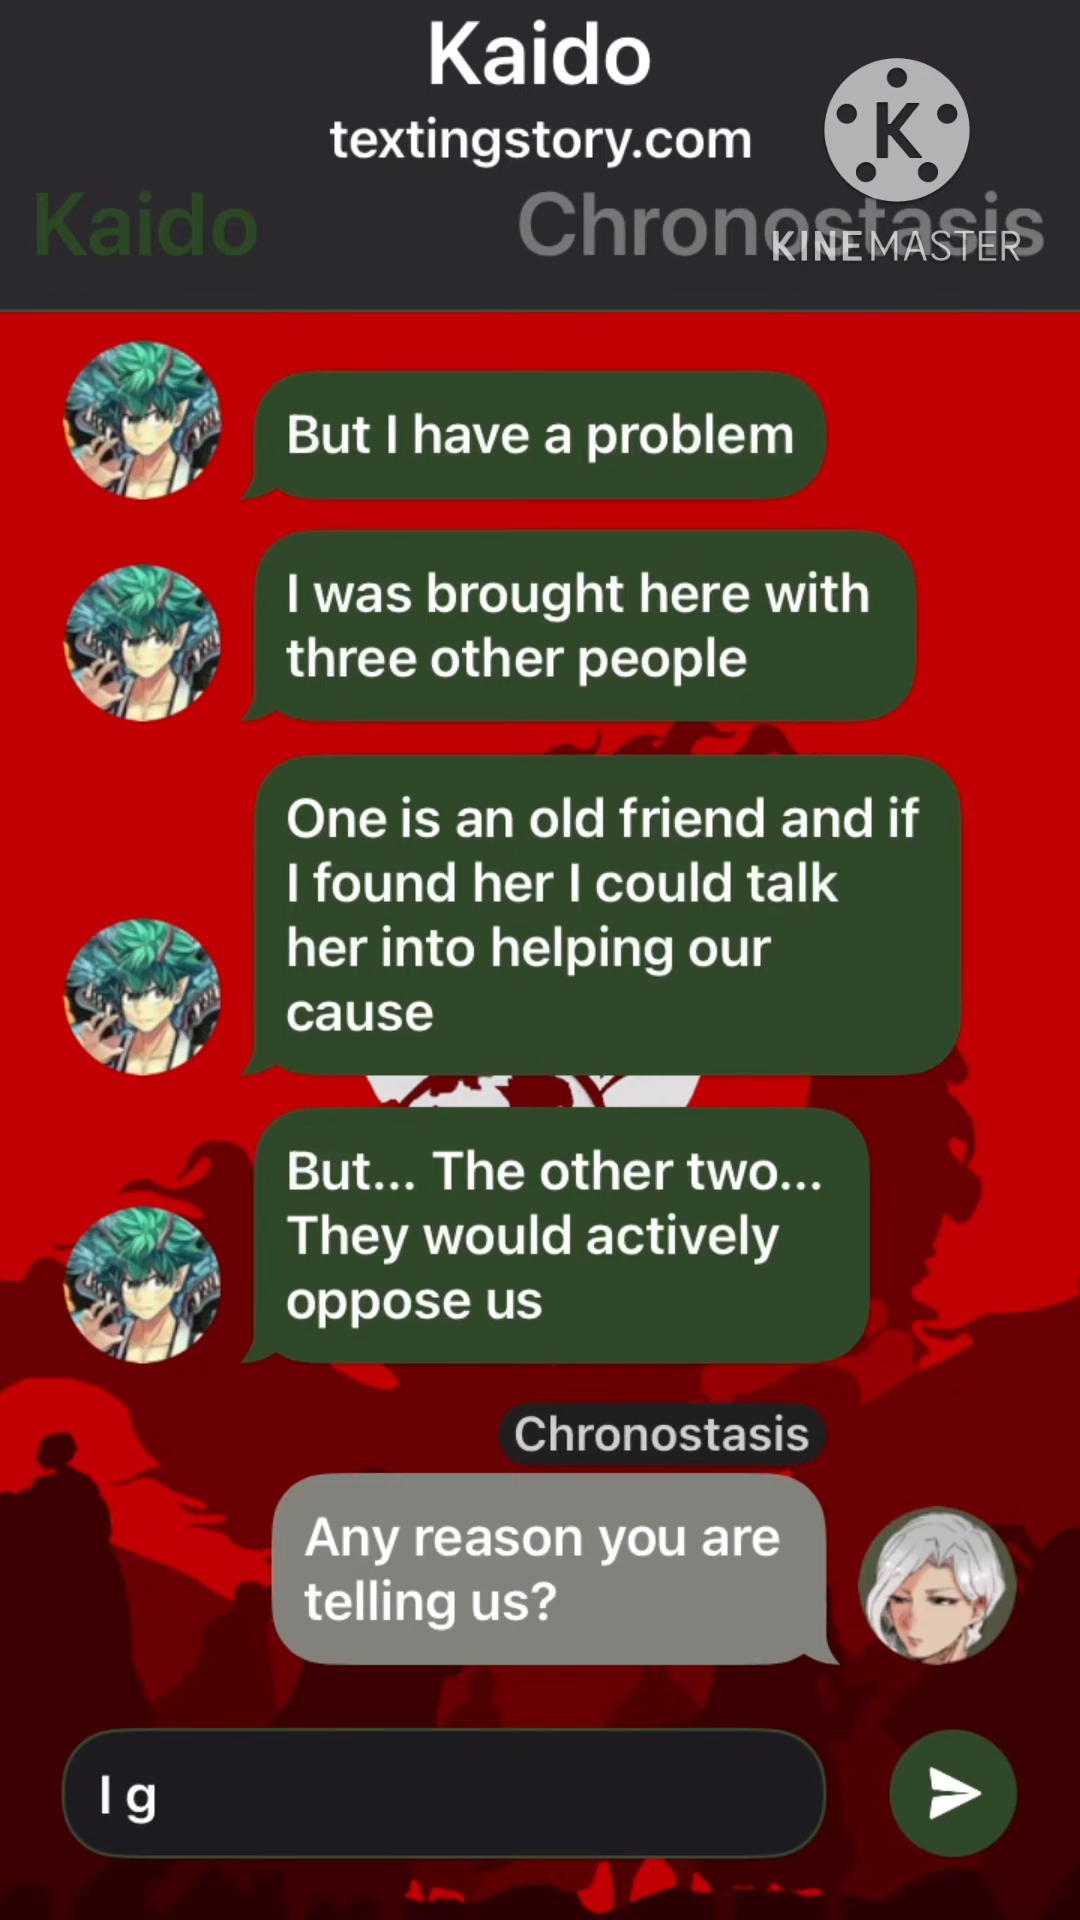 Kaido
textingstory.com
K
Kaido
Chronostasis
KINEMASTER
But I have a problem
I was brought here with
three other people
One is an old friend and if
I found her I could talk
her into helping our
cause
But... The other two...
They would actively
oppose us
Chronostasis
Any reason you are
telling us?
I g